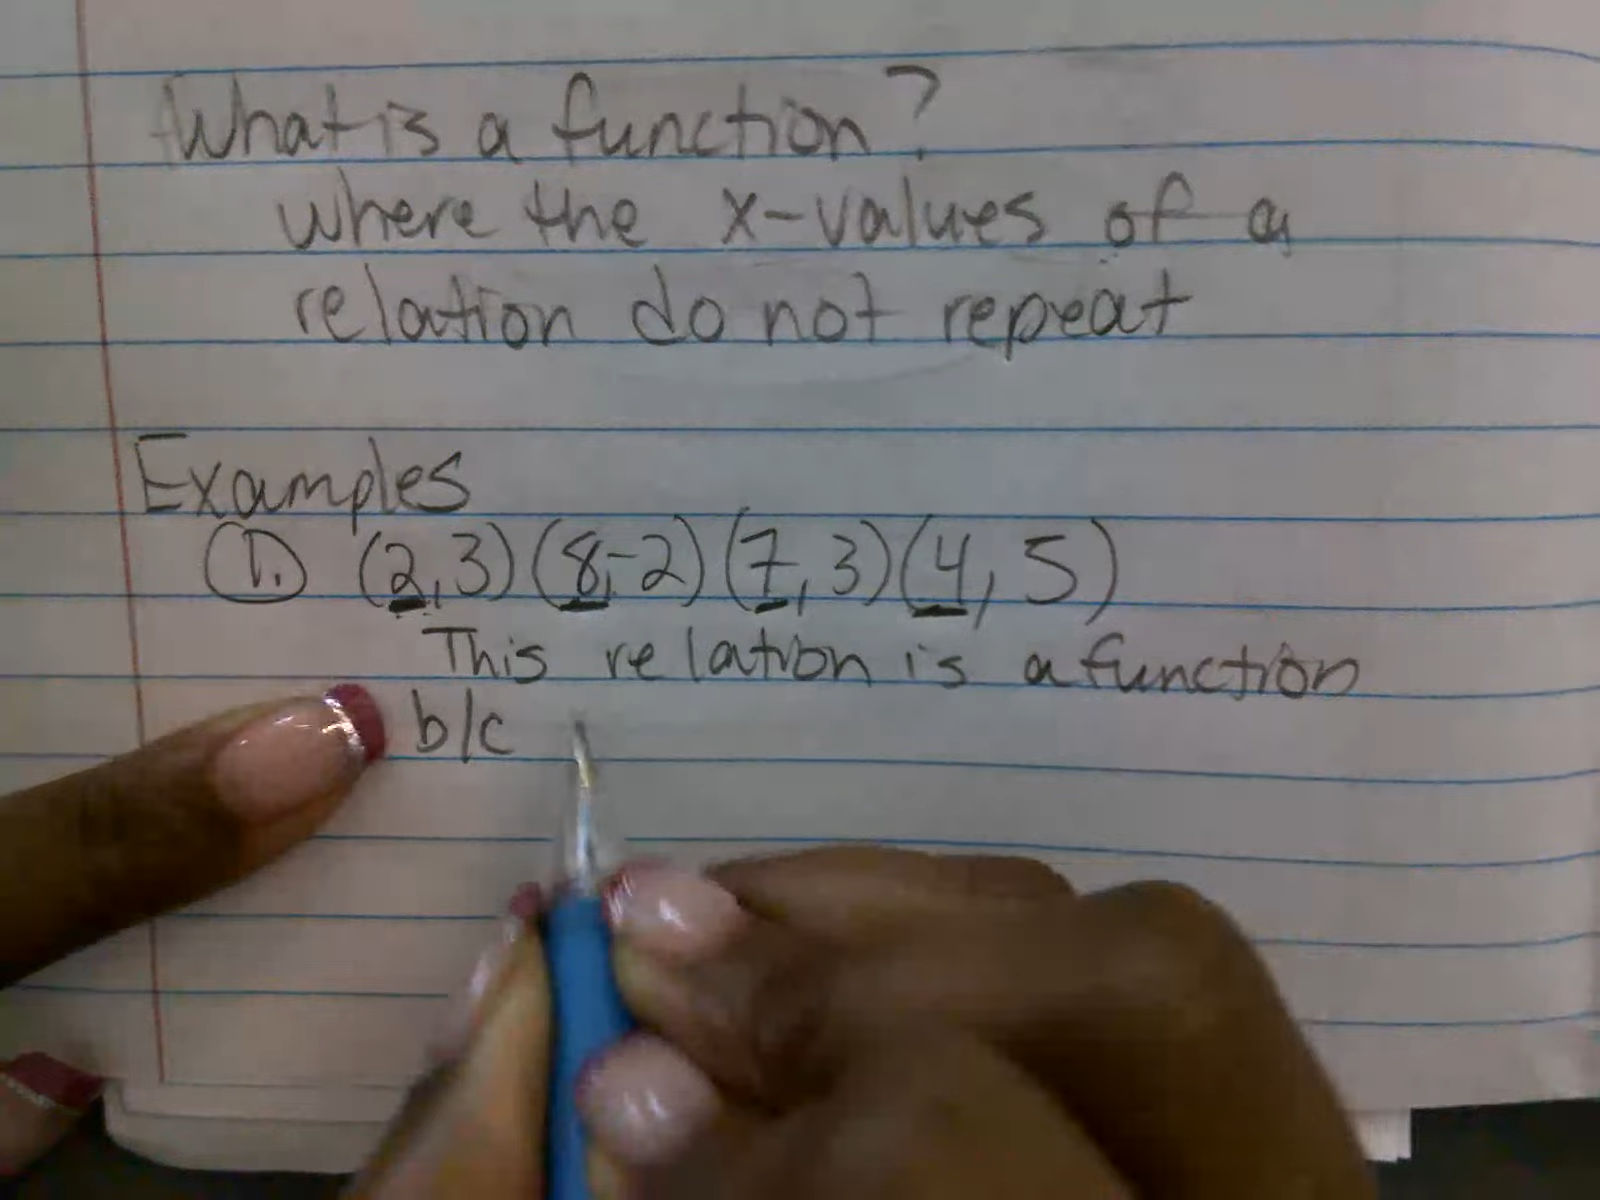 What is a function?
where the x-values of a
relation do not repeat
Examples
1. (2,3)(8,-2)(7,3)(4,5)
This relation is a function
b/c